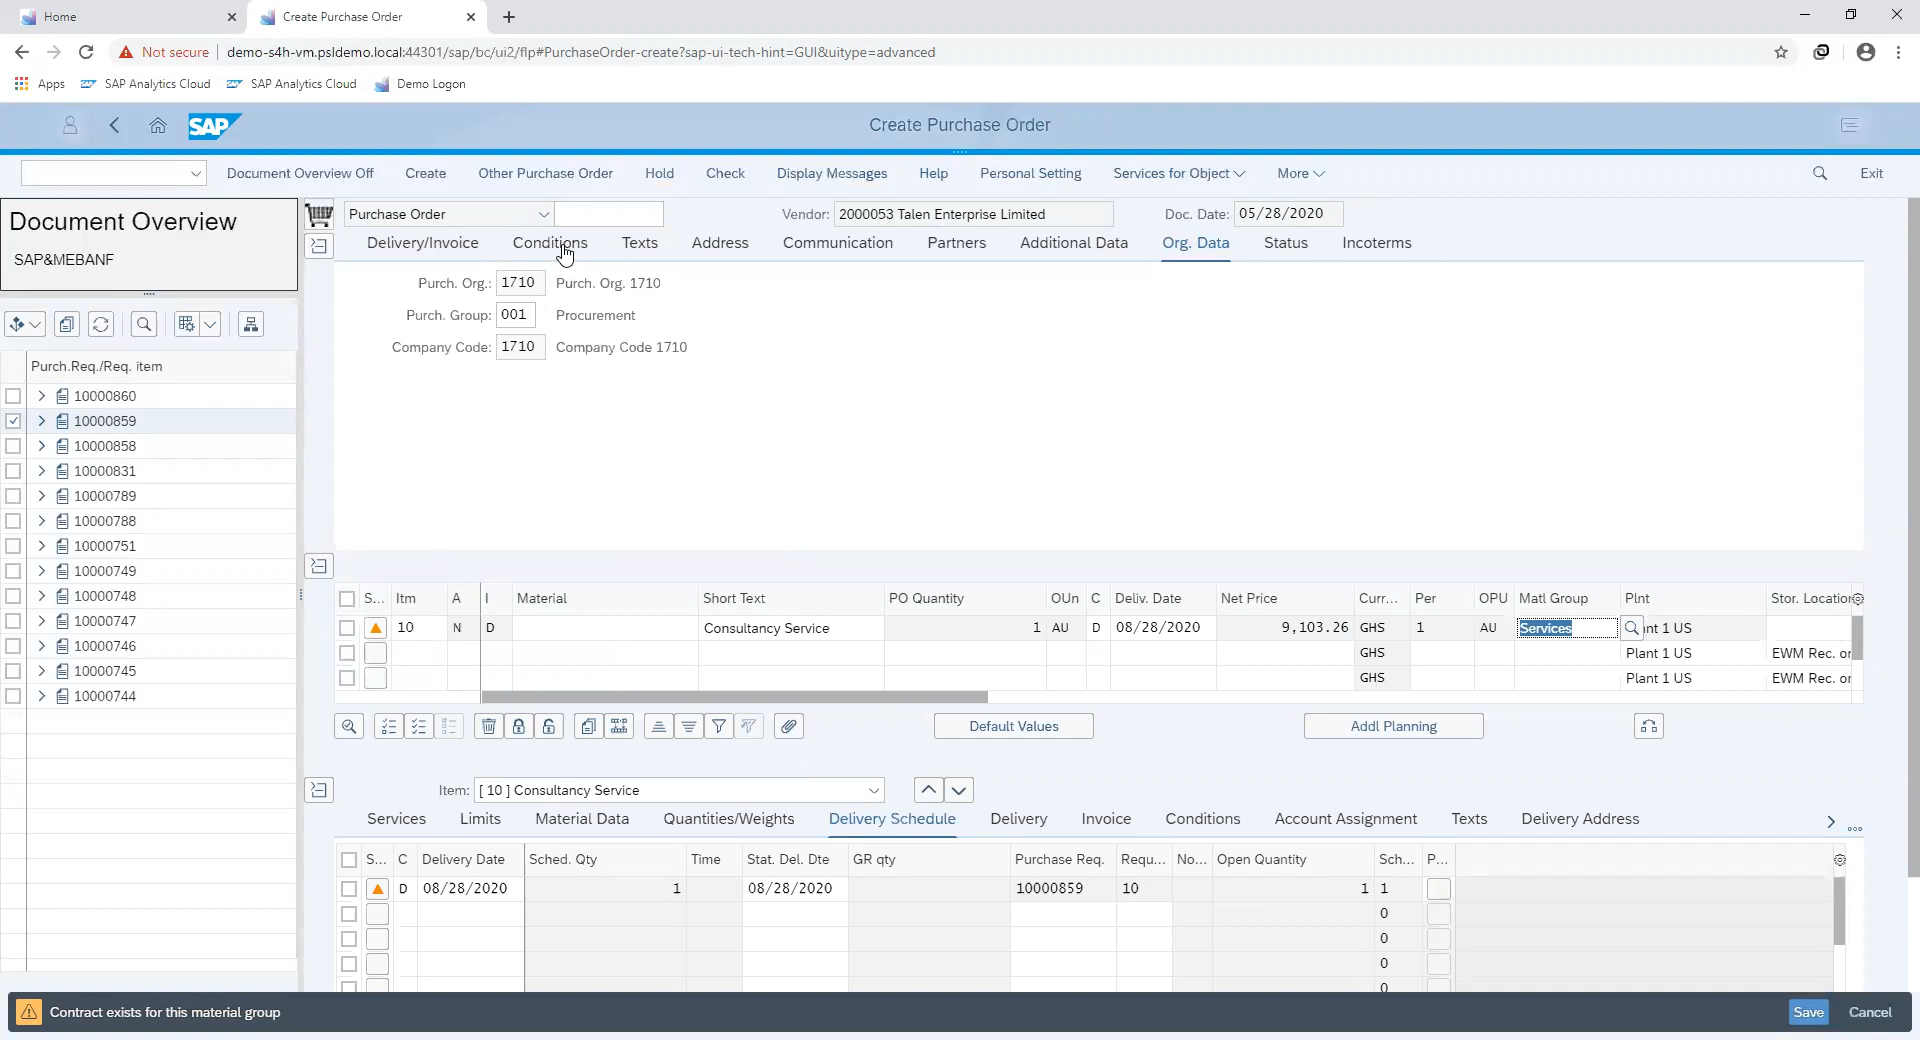 Home
Create Purchase Order
Not secure
demo-s4h-vm.psldemo.local:44301/sap/bc/ui2/flp#PurchaseOrder-create?sap-ui-tech-hint=GUI&uitype=advanced
Apps SAP Analytics Cloud SAP Analytics Cloud Demo Logon
SAP Create Purchase Order
Document Overview Off Create Other Purchase Order Hold Check Display Messages Help Personal Setting Services for Object More Exit
Document Overview
SAP&MEBANF
Purchase Order Vendor: 2000053 Talen Enterprise Limited Doc. Date: 05/28/2020
Delivery/Invoice Conditions Texts Address Communication Partners Additional Data Org. Data Status Incoterms
Purch. Org.: 1710 Purch. Org. 1710
Purch. Group: 001 Procurement
Company Code: 1710 Company Code 1710
Purch.Req./Req. item
10000860
10000859
10000858
10000831
10000789
10000788
10000751
10000749
10000748
10000747
10000746
10000745
10000744
S... Itm A I Material Short Text PO Quantity OUn C Deliv. Date Net Price Curr... Per OPU Matl Group Plnt Stor. Location
10 N D Consultancy Service 1 AU D 08/28/2020 9,103.26 GHS 1 AU Services nt 1 US
GHS Plant 1 US EWM Rec. or
GHS Plant 1 US EWM Rec. or
Default Values Addl Planning
Item: [ 10 ] Consultancy Service
Services Limits Material Data Quantities/Weights Delivery Schedule Delivery Invoice Conditions Account Assignment Texts Delivery Address
S... C Delivery Date Sched. Qty Time Stat. Del. Dte GR qty Purchase Req. Requ... No... Open Quantity Sch... P...
D 08/28/2020 1 08/28/2020 10000859 10 1 1
0
0
0
0
Contract exists for this material group Save Cancel